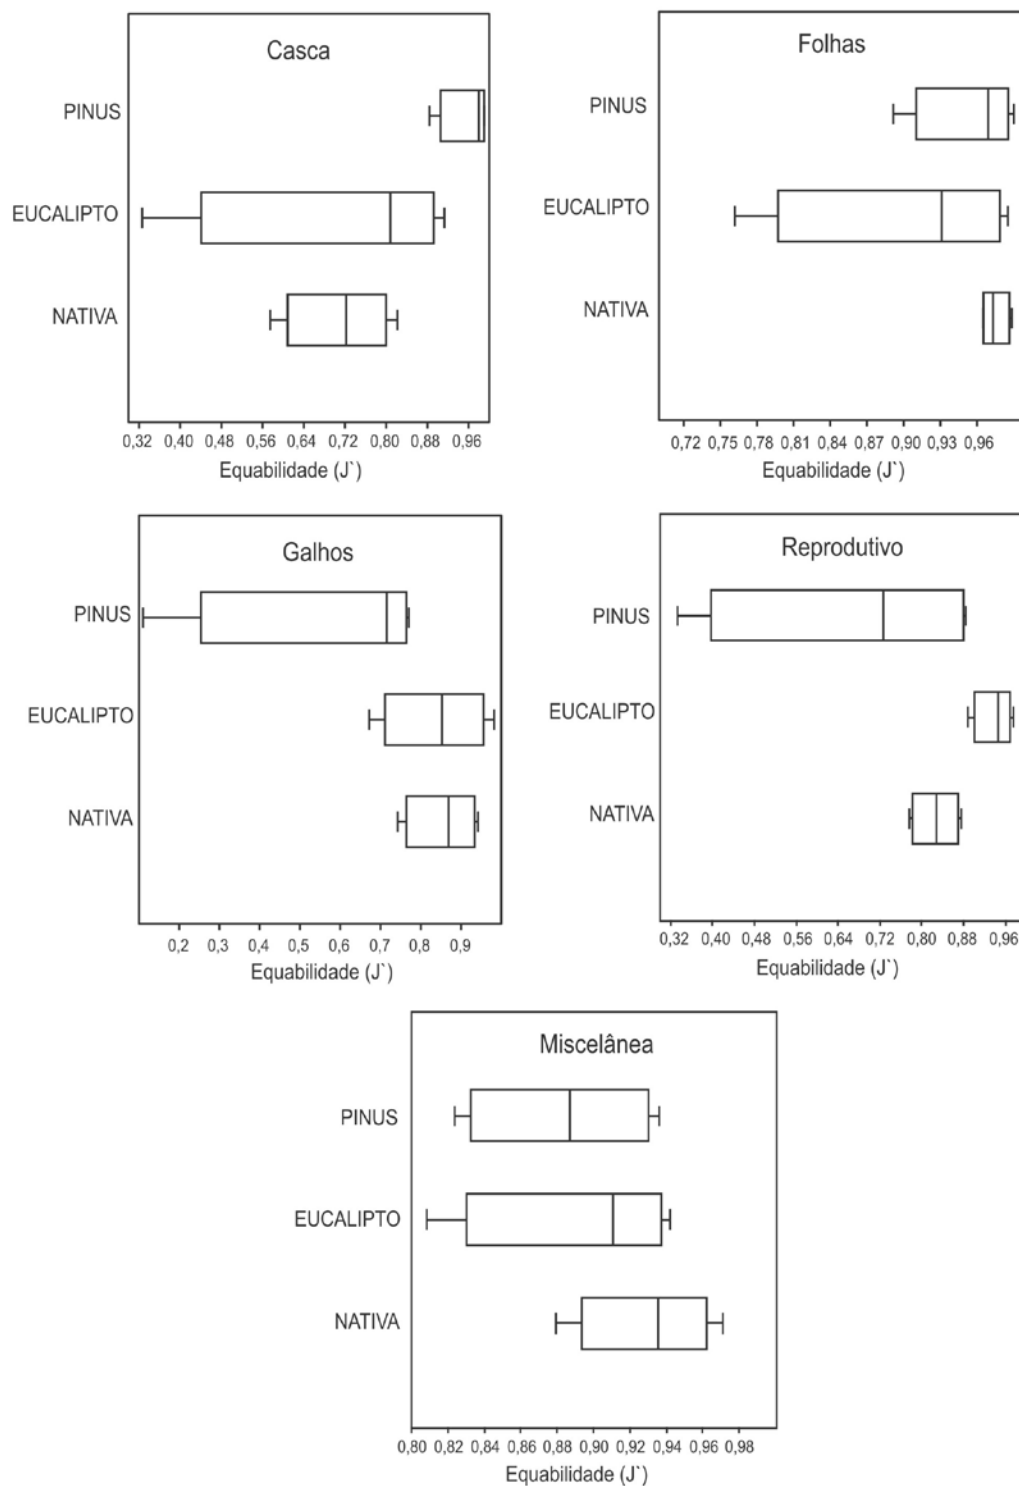 Casca
PINUS
EUCALIPTO
NATIVA
0,32 0,40 0,48 0,56 0,64 0,72 0,80 0,88 0,96
Equabilidade (J`)
Folhas
PINUS
EUCALIPTO
NATIVA
0,72 0,75 0,78 0,81 0,84 0,87 0,90 0,93 0,96
Equabilidade (J`)
Galhos
PINUS
EUCALIPTO
NATIVA
0,2 0,3 0,4 0,5 0,6 0,7 0,8 0,9
Equabilidade (J`)
Reprodutivo
PINUS
EUCALIPTO
NATIVA
0,32 0,40 0,48 0,56 0,64 0,72 0,80 0,88 0,96
Equabilidade (J`)
Miscelânea
PINUS
EUCALIPTO
NATIVA
0,80 0,82 0,84 0,86 0,88 0,90 0,92 0,94 0,96 0,98
Equabilidade (J`)